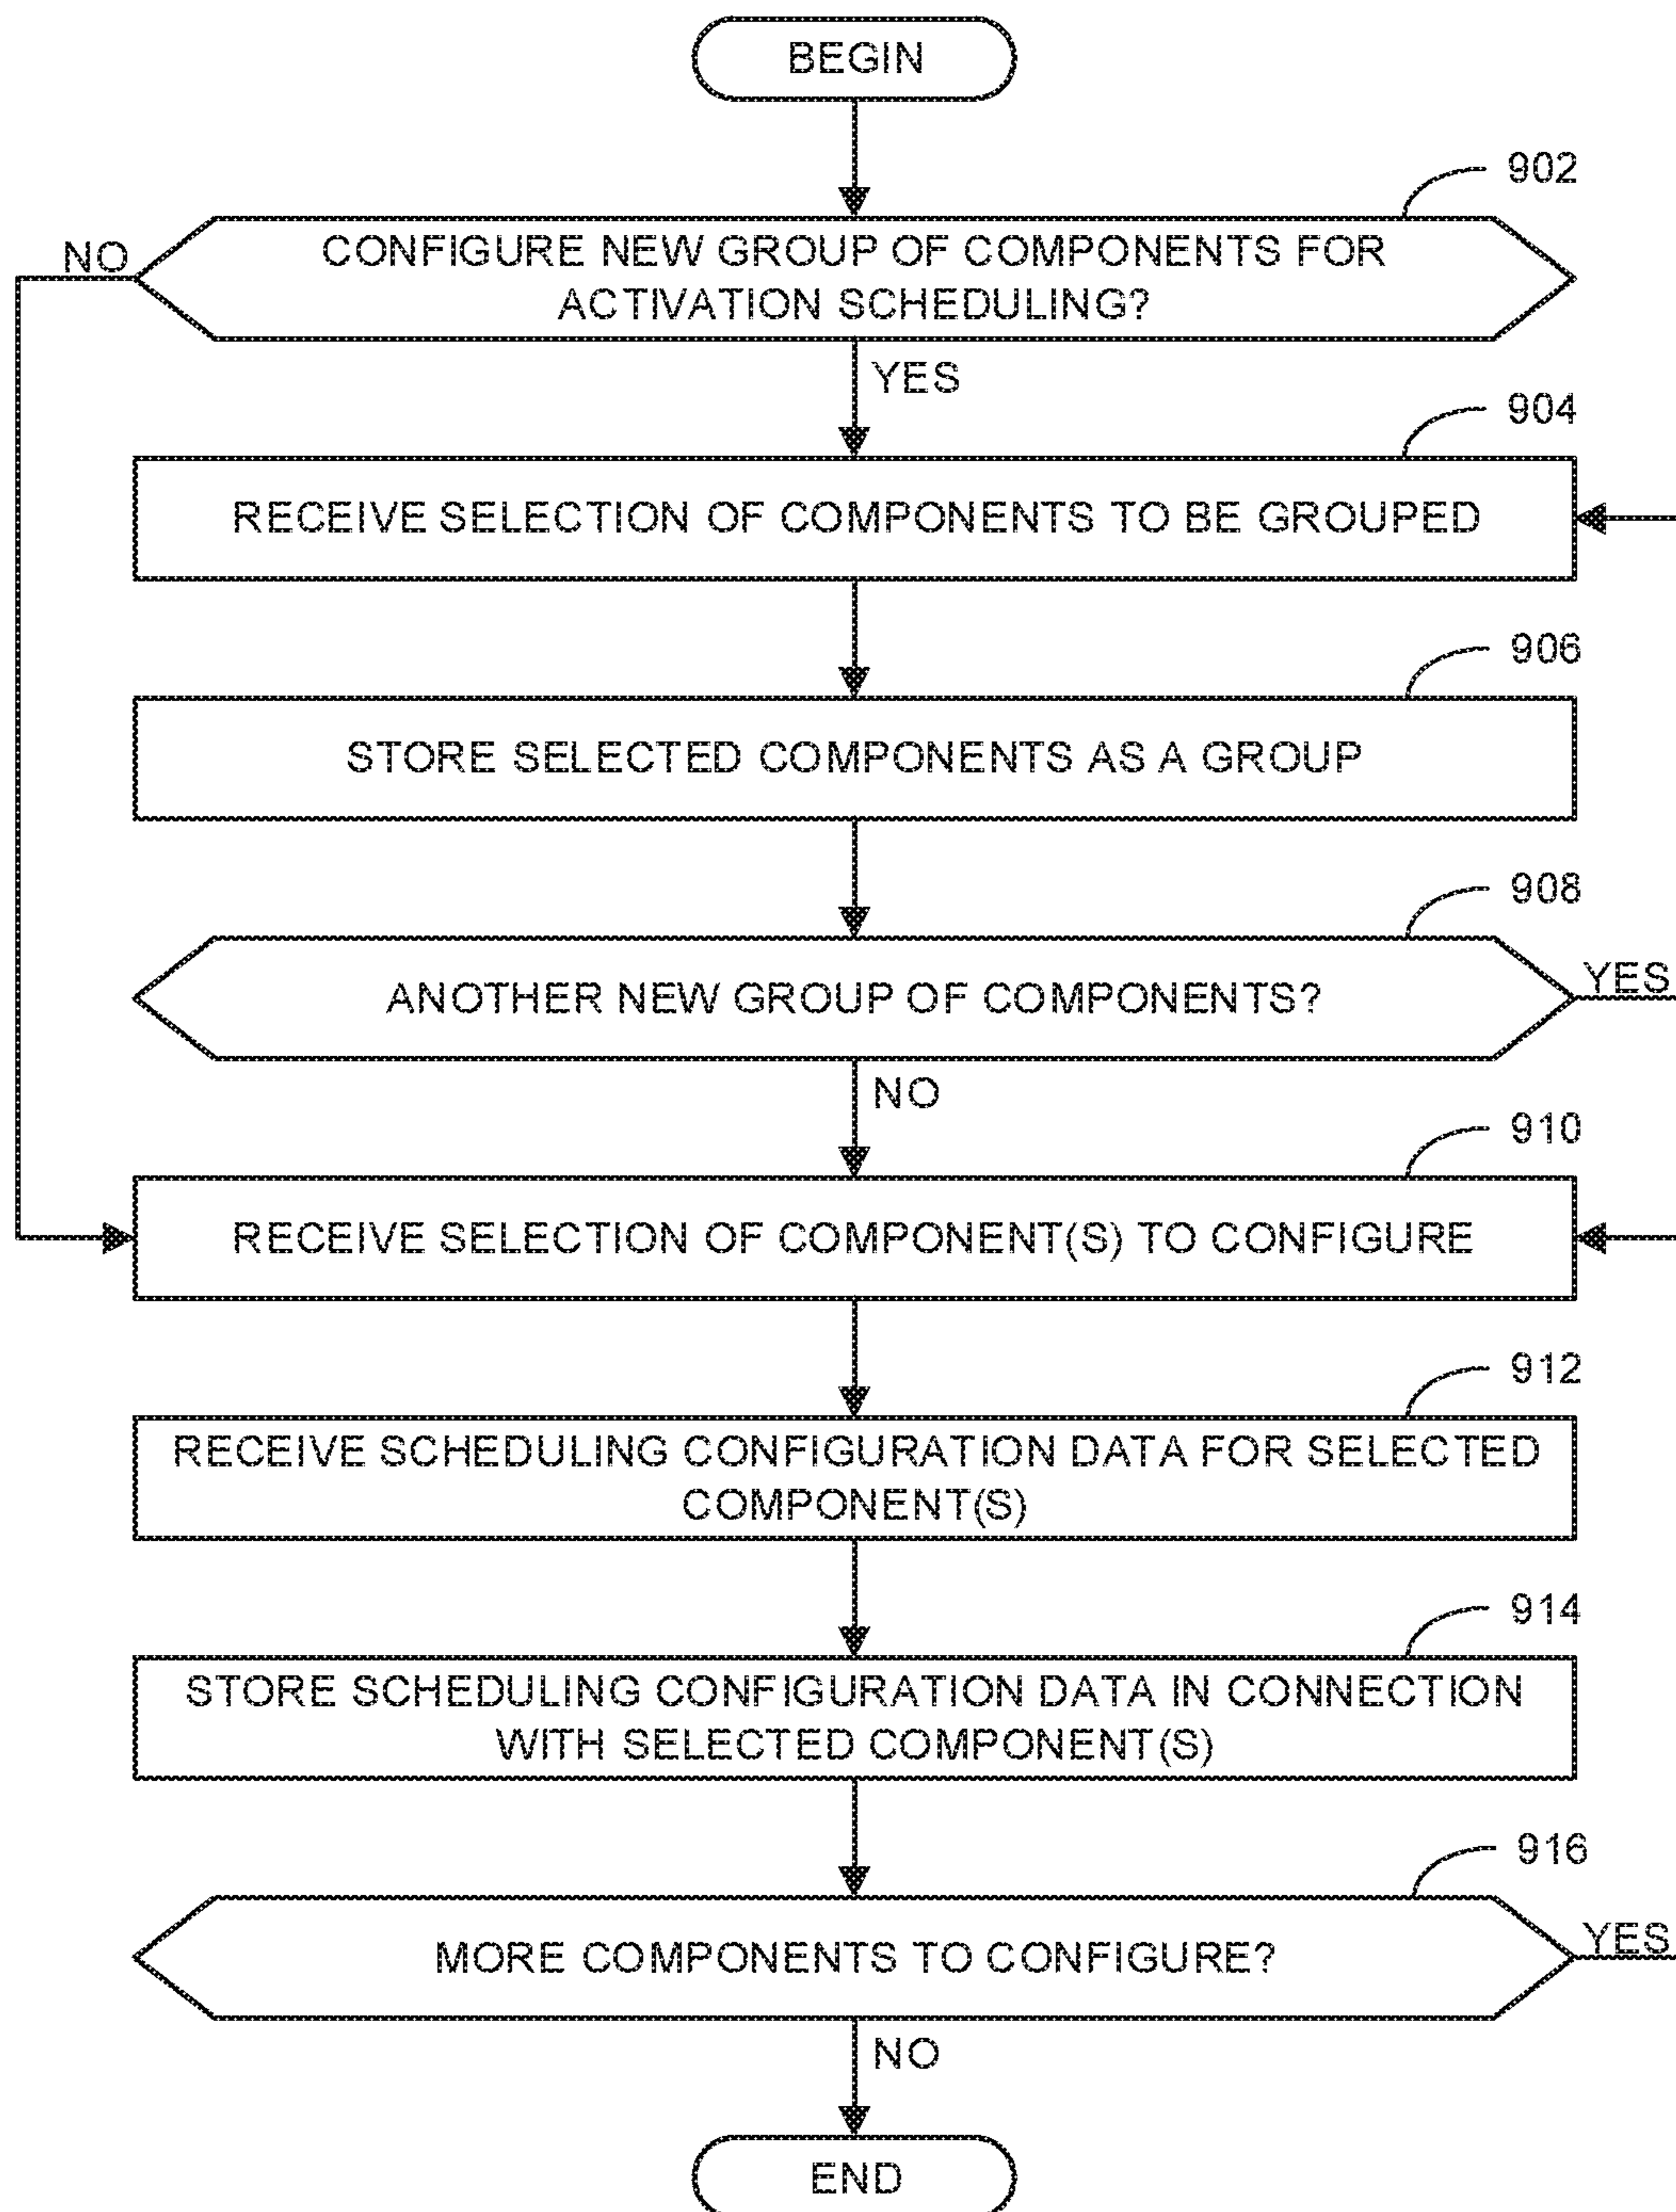 BEGIN
902
NO
CONFIGURE NEW GROUP OF COMPONENTS FOR
ACTIVATION SCHEDULING?
YES
904
RECEIVE SELECTION OF COMPONENTS TO BE GROUPED
906
STORE SELECTED COMPONENTS AS A GROUP
908
ANOTHER NEW GROUP OF COMPONENTS?
YES
NO
910
RECEIVE SELECTION OF COMPONENT(S) TO CONFIGURE
912
RECEIVE SCHEDULING CONFIGURATION DATA FOR SELECTED
COMPONENT(S)
914
STORE SCHEDULING CONFIGURATION DATA IN CONNECTION
WITH SELECTED COMPONENT(S)
916
MORE COMPONENTS TO CONFIGURE?
YES
NO
END